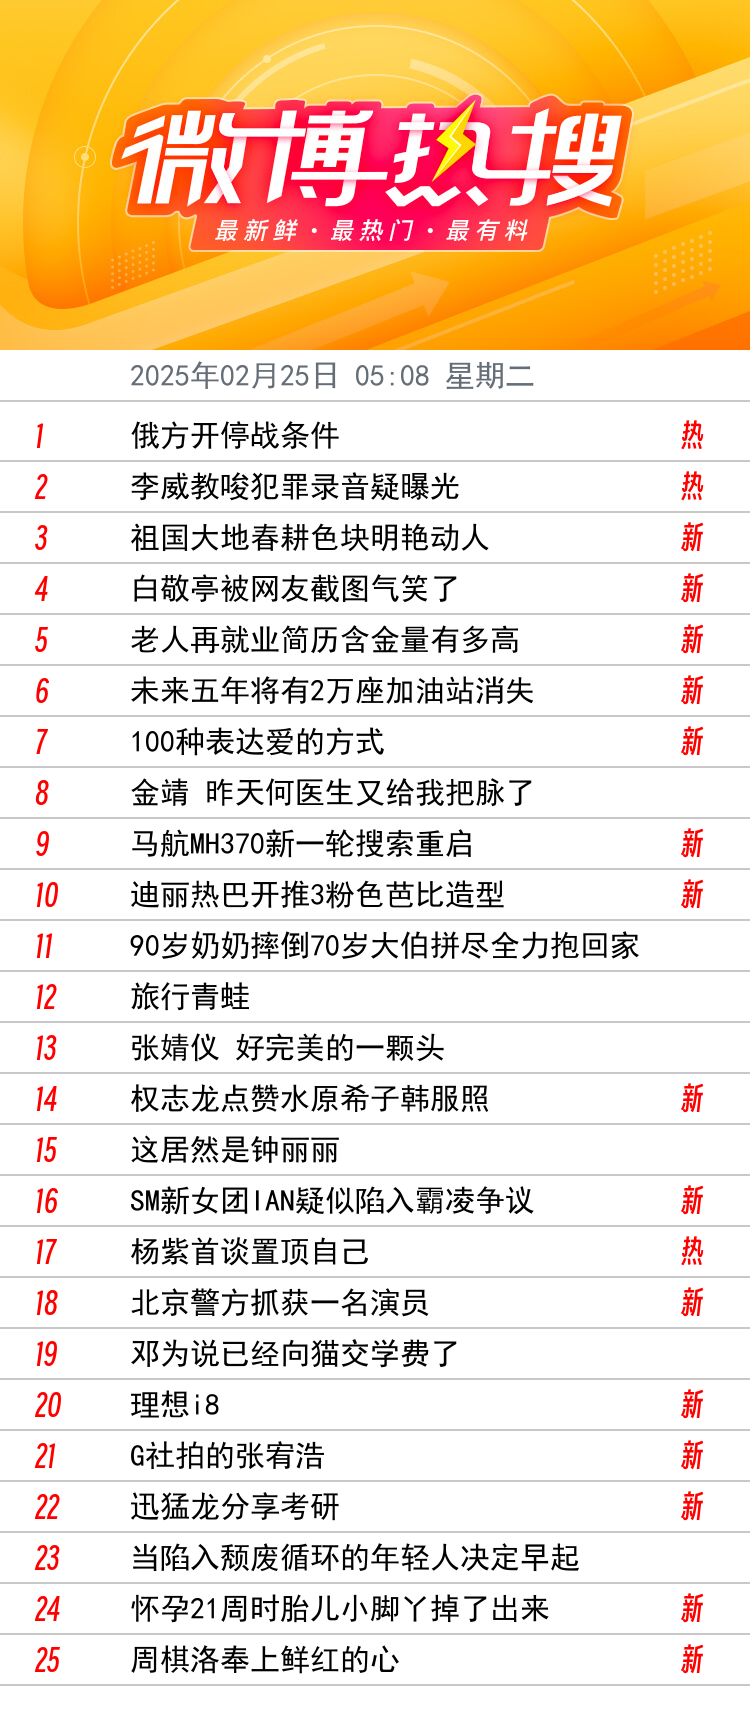 微博热搜
最新鲜·最热门·最有料
2025年02月25日 05:08 星期二
1 俄方开停战条件 热
2 李威教唆犯罪录音疑曝光 热
3 祖国大地春耕色块明艳动人 新
4 白敬亭被网友截图气笑了 新
5 老人再就业简历含金量有多高 新
6 未来五年将有2万座加油站消失 新
7 100种表达爱的方式 新
8 金靖 昨天何医生又给我把脉了
9 马航MH370新一轮搜索重启 新
10 迪丽热巴开推3粉色芭比造型 新
11 90岁奶奶摔倒70岁大伯拼尽全力抱回家
12 旅行青蛙
13 张婧仪 好完美的一颗头
14 权志龙点赞水原希子韩服照 新
15 这居然是钟丽丽
16 SM新女团IAN疑似陷入霸凌争议 新
17 杨紫首谈置顶自己 热
18 北京警方抓获一名演员 新
19 邓为说已经向猫交学费了
20 理想i8 新
21 G社拍的张宥浩 新
22 迅猛龙分享考研 新
23 当陷入颓废循环的年轻人决定早起
24 怀孕21周时胎儿小脚丫掉了出来 新
25 周棋洛奉上鲜红的心 新